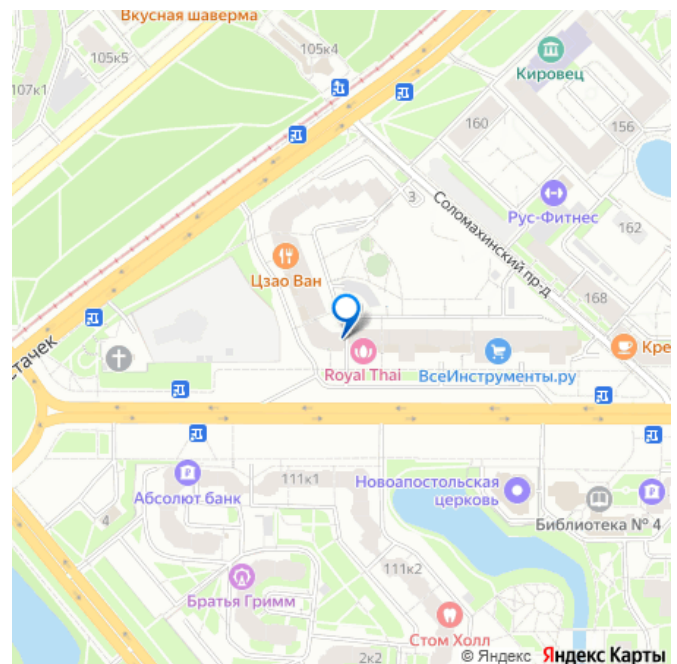 Вкусная шаверма
105к4
105к5
107к1
Кировец
160
156
Рус-Фитнес
3
162
Соломахинский пр-д
Цзао Ван
168
Royal Thai
ВсеИнструменты.ру
Кре
Стачек
Абсолют банк
111к1
Новоапостольская
церковь
Библиотека № 4
4
111к2
Братья Гримм
Стом Холл
2к2
© Яндекс Яндекс Карты